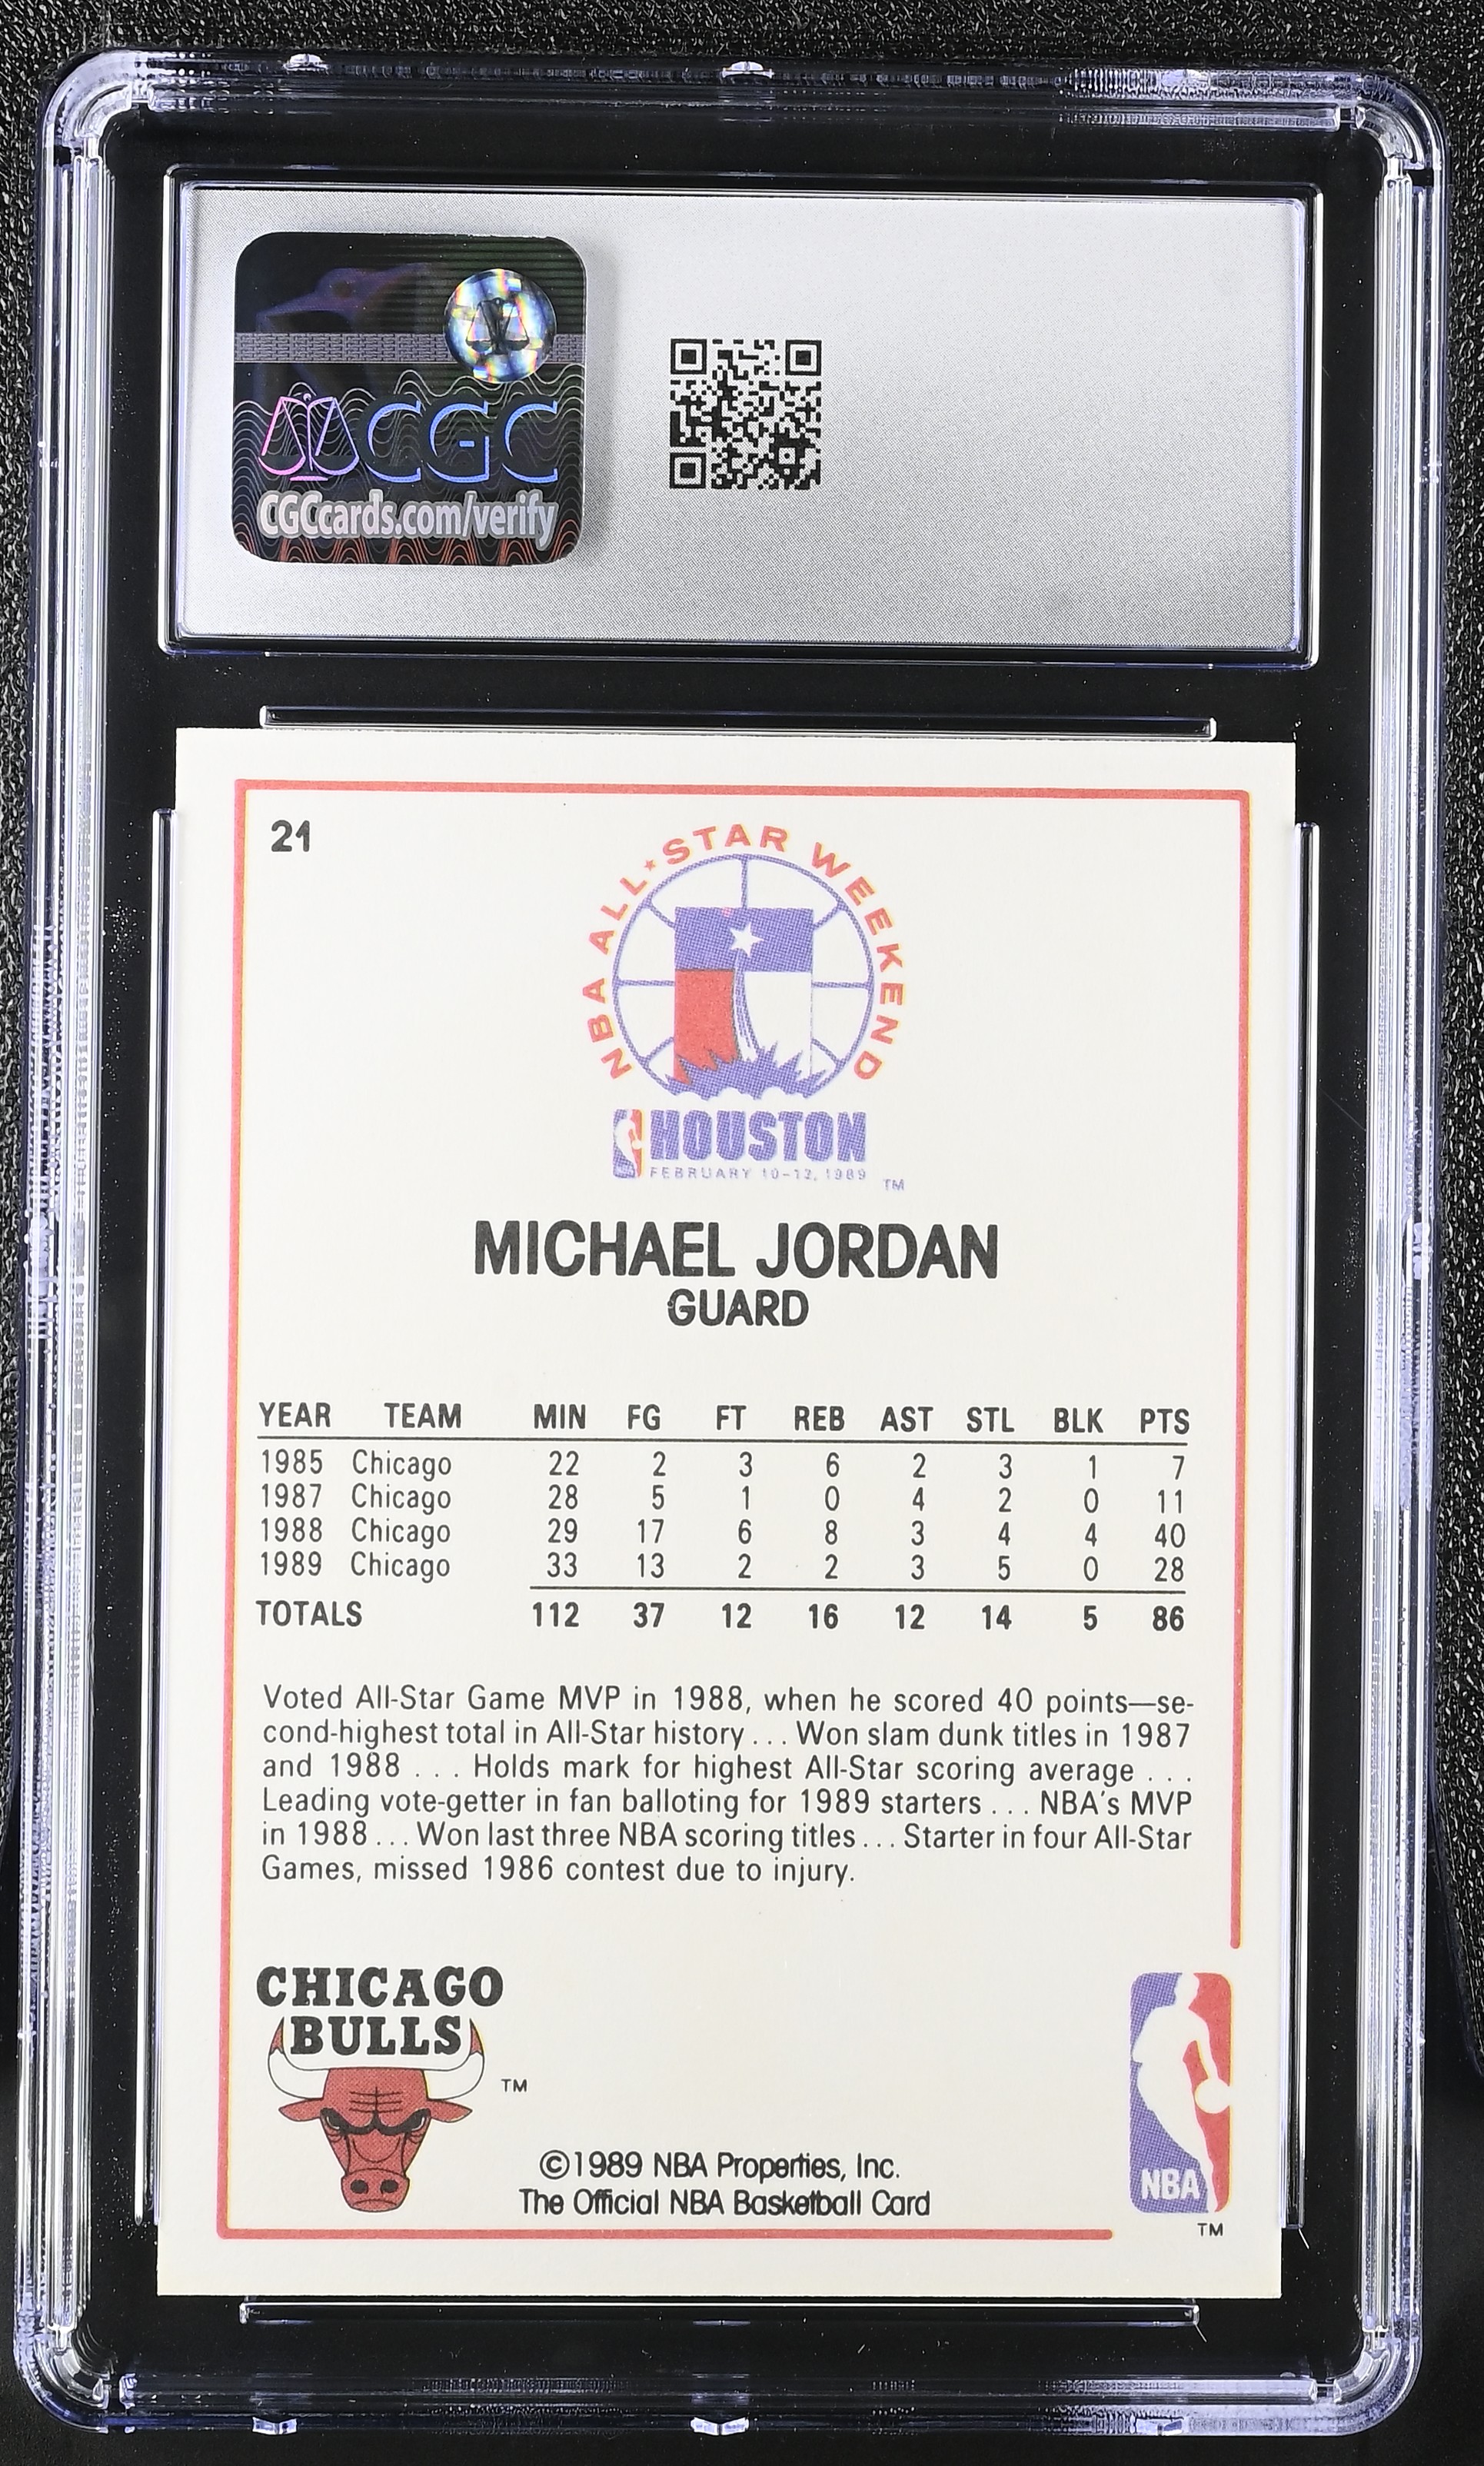 CGC
CGCcards.com/verify
21
NBA ALL★STAR WEEKEND
NBA
HOUSTON
FEBRUARY 10-12, 1989
TM
MICHAEL JORDAN
GUARD
YEAR TEAM MIN FG FT REB AST STL BLK PTS
1985 Chicago 22 2 3 6 2 3 1 7
1987 Chicago 28 5 1 0 4 2 0 11
1988 Chicago 29 17 6 8 3 4 4 40
1989 Chicago 33 13 2 2 3 5 0 28
TOTALS 112 37 12 16 12 14 5 86
Voted All-Star Game MVP in 1988, when he scored 40 points—se-
cond-highest total in All-Star history . . . Won slam dunk titles in 1987
and 1988 . . . Holds mark for highest All-Star scoring average . . .
Leading vote-getter in fan balloting for 1989 starters . . . NBA's MVP
in 1988 . . . Won last three NBA scoring titles . . . Starter in four All-Star
Games, missed 1986 contest due to injury.
CHICAGO
BULLS
TM
©1989 NBA Properties, Inc.
The Official NBA Basketball Card
NBA
TM